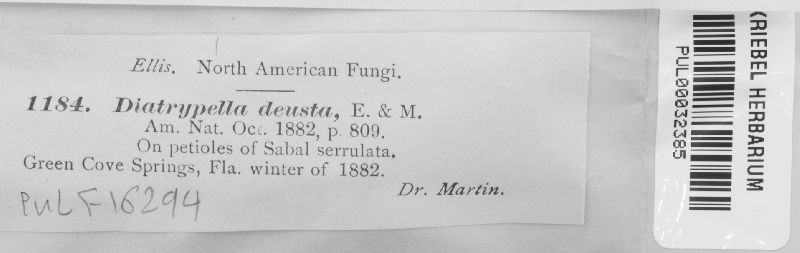 Ellis. North American Fungi.
1184. Diatrypella deusta, E. & M.
Am. Nat. Oct. 1882, p. 809.
On petioles of Sabal serrulata.
Green Cove Springs, Fla. winter of 1882.
Dr. Martin.
PUL F16294
KRIEBEL HERBARIUM
PUL00032385